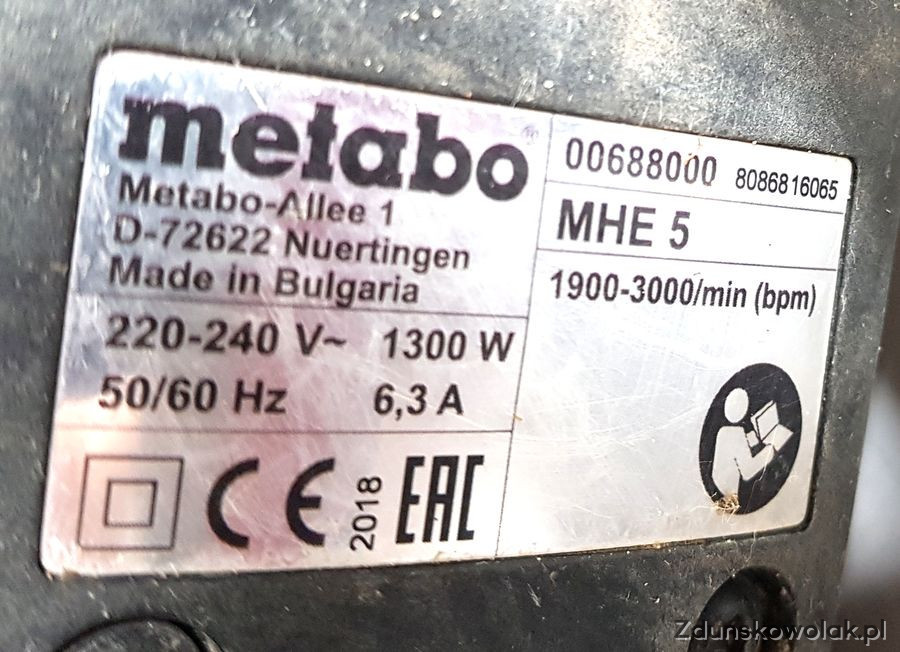 metabo®
Metabo-Allee 1
D-72622 Nuertingen
Made in Bulgaria
220-240 V~ 1300 W
50/60 Hz 6,3 A
CE 2018 EAC
00688000 8086816065
MHE 5
1900-3000/min (bpm)
Zdunskowolak.pl